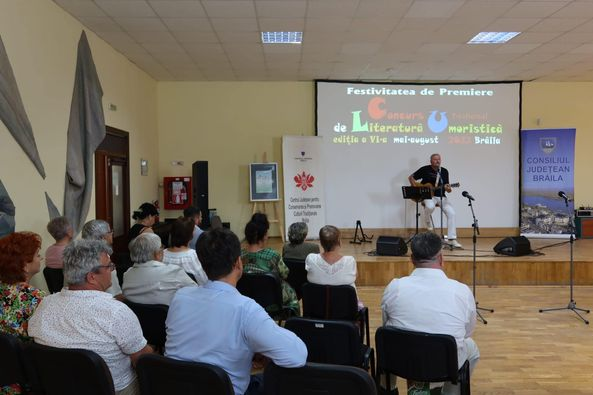 Festivitatea de Premiere
Concurs Național
de Literatură Umoristică
ediția a VI-a mai-august 2022 Brăila
CONSILIUL
JUDEȚEAN
BRĂILA
Centrul Județean pentru
Conservarea și Promovarea
Culturii Tradiționale
Brăila